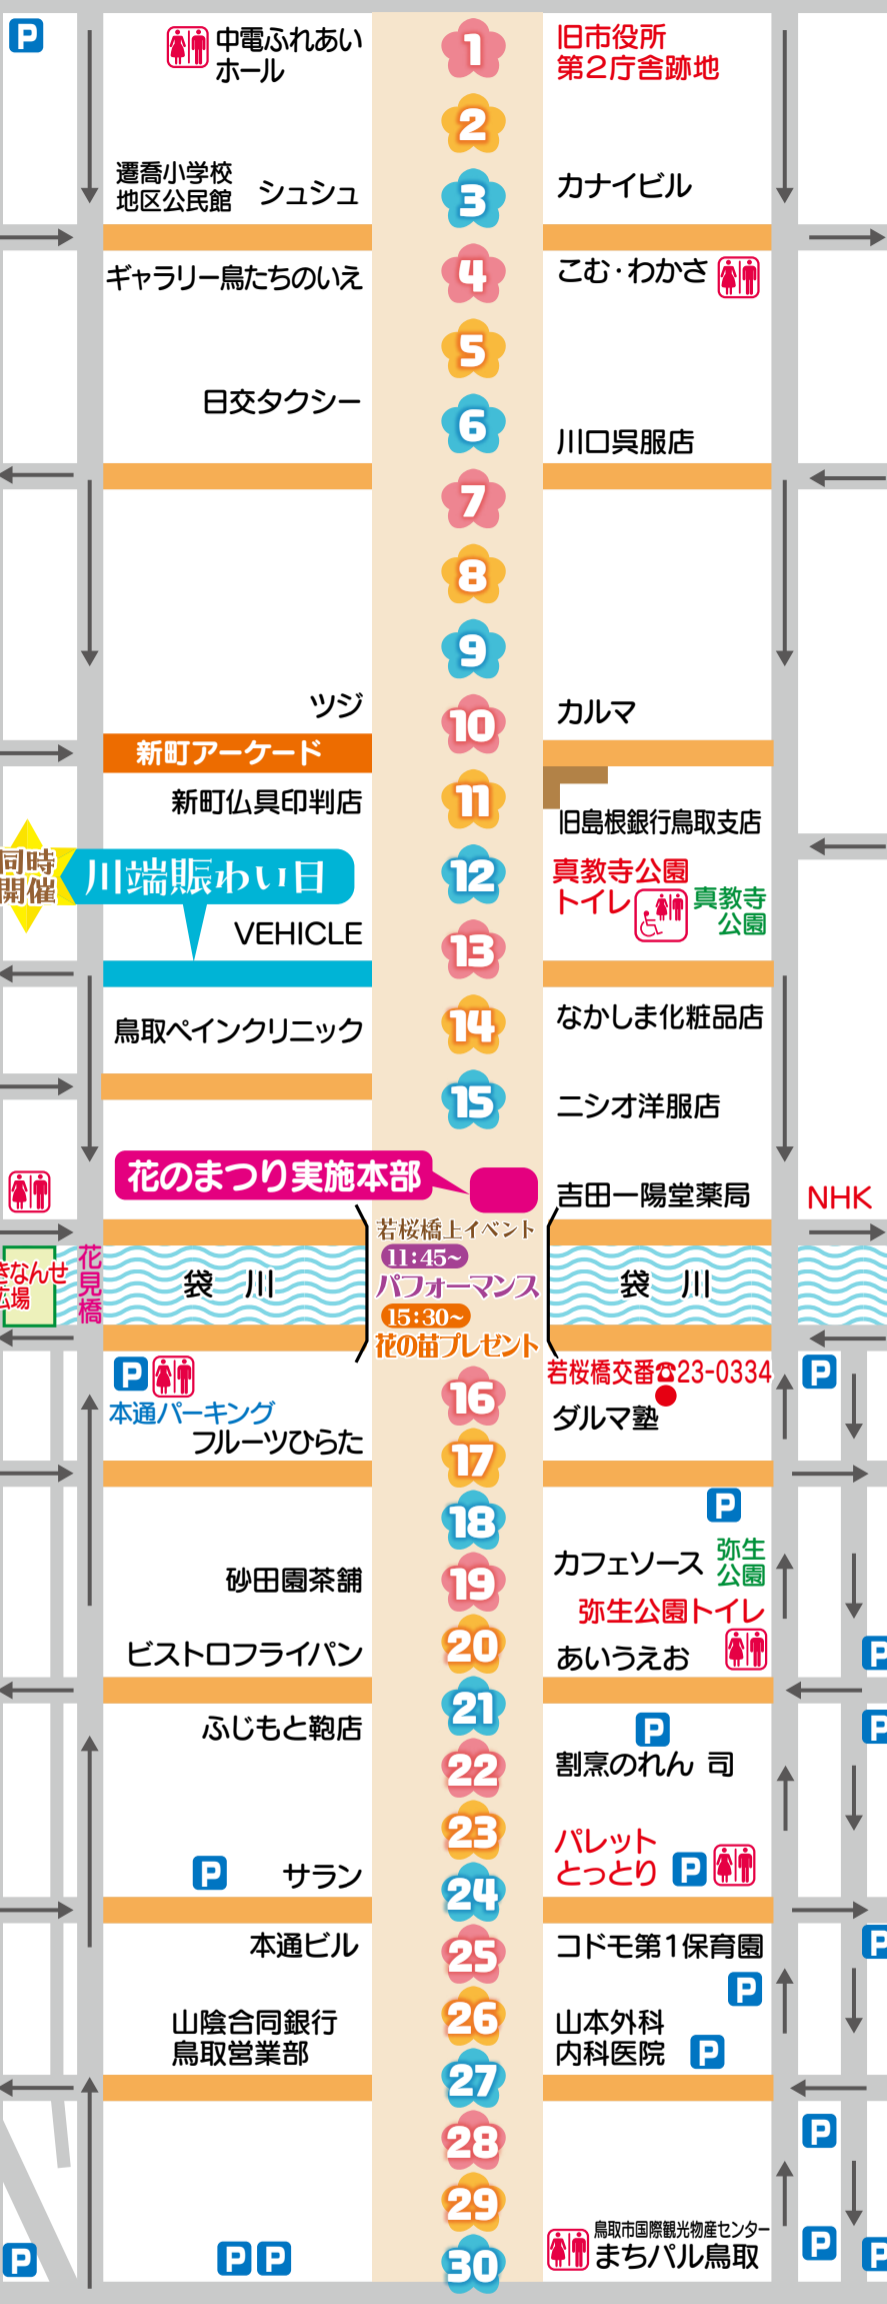 P
中電ふれあい
ホール
1
旧市役所
第2庁舎跡地
2
遷喬小学校
地区公民館
シュシュ
3
カナイビル
ギャラリー鳥たちのいえ
4
こむ・わかさ
5
日交タクシー
6
川口呉服店
7
8
9
ツジ
10
カルマ
新町アーケード
新町仏具印判店
11
旧島根銀行鳥取支店
同時
開催
川端賑わい日
12
真教寺公園
トイレ
真教寺
公園
VEHICLE
13
鳥取ペインクリニック
14
なかしま化粧品店
15
ニシオ洋服店
花のまつり実施本部
吉田一陽堂薬局
NHK
若桜橋上イベント
11:45~
パフォーマンス
15:30~
花の苗プレゼント
きなんせ
広場
花見橋
袋 川
袋 川
P
本通パーキング
フルーツひらた
16
若桜橋交番☎23-0334
P
ダルマ塾
17
18
P
カフェソース
弥生
公園
砂田園茶舗
19
弥生公園トイレ
ビストロフライパン
20
あいうえお
P
21
ふじもと鞄店
P
P
22
割烹のれん 司
23
パレット
とっとり
P
P
サラン
24
本通ビル
25
コドモ第1保育園
P
P
山陰合同銀行
鳥取営業部
26
山本外科
内科医院
P
27
28
P
29
鳥取市国際観光物産センター
まちパル鳥取
P
P
P
P P
30